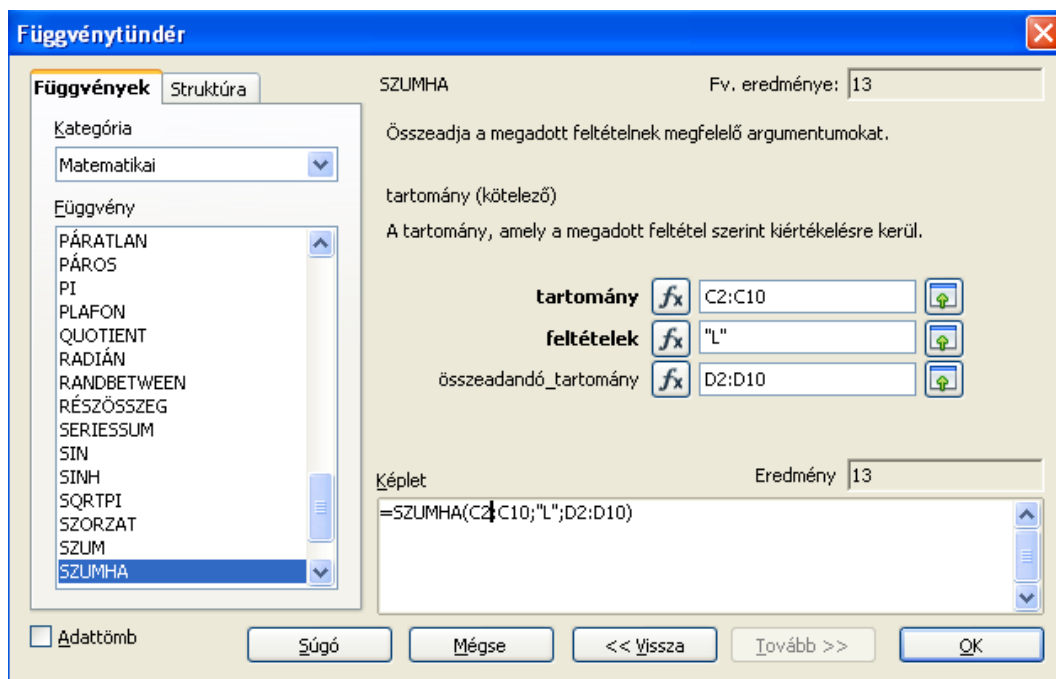 Függvénytündér
Függvények Struktúra
Kategória
Matematikai
Függvény
PÁRATLAN
PÁROS
PI
PLAFON
QUOTIENT
RADIÁN
RANDBETWEEN
RÉSZÖSSZEG
SERIESSUM
SIN
SINH
SQRTPI
SZORZAT
SZUM
SZUMHA
SZUMHA Fv. eredménye: 13
Összeadja a megadott feltételnek megfelelő argumentumokat.
tartomány (kötelező)
A tartomány, amely a megadott feltétel szerint kiértékelésre kerül.
tartomány fx C2:C10
feltételek fx "L"
összeadandó_tartomány fx D2:D10
Képlet Eredmény 13
=SZUMHA(C2:C10;"L";D2:D10)
Adattömb Súgó Mégse << Vissza Tovább >> OK